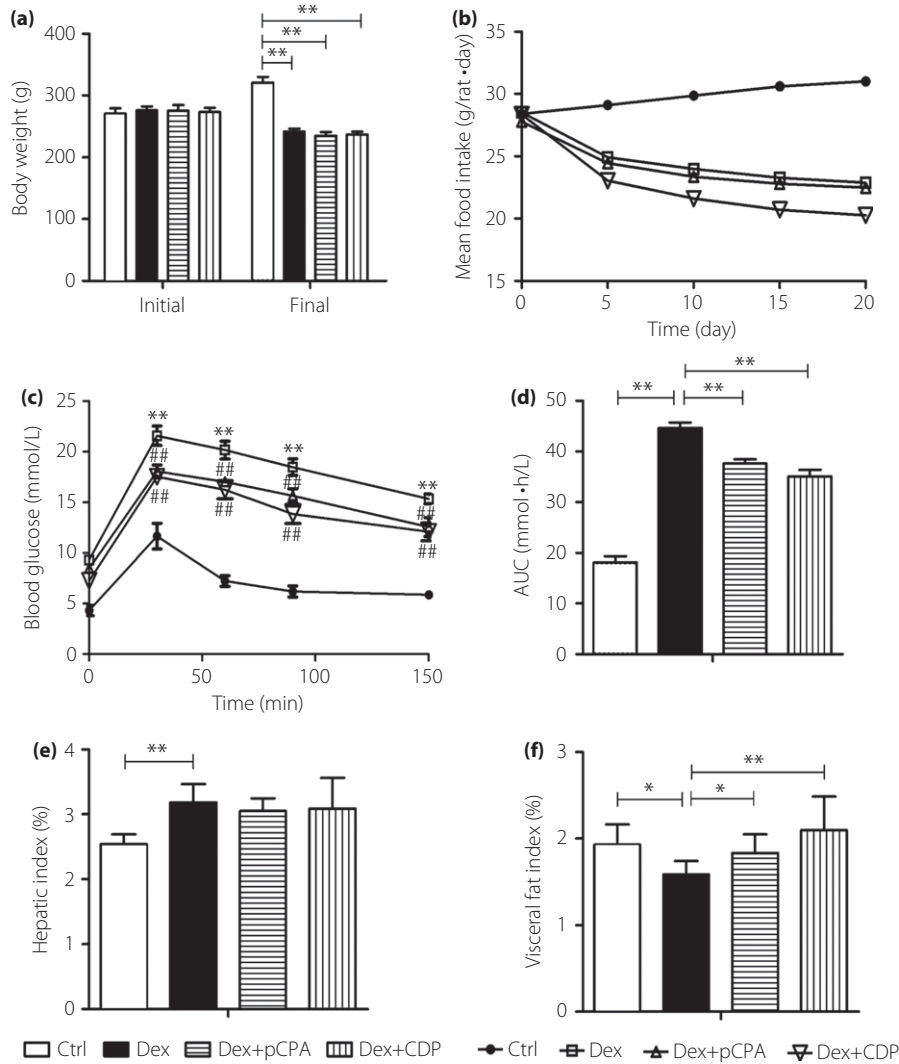 (a)
**
**
**
400
300
200
100
0
Body weight (g)
Initial
Final
(b)
35
30
25
20
15
Mean food intake (g/rat •day)
0 5 10 15 20
Time (day)
(c)
25
20
15
10
5
0
Blood glucose (mmol/L)
**
##
##
**
##
##
**
##
##
**
##
##
0 50 100 150
Time (min)
(d)
**
** **
50
40
30
20
10
0
AUC (mmol•h/L)
(e)
4
3
2
1
0
Hepatic index (%)
**
(f)
3
2
1
0
Visceral fat index (%)
**
* *
Ctrl Dex Dex+pCPA Dex+CDP
Ctrl Dex Dex+pCPA Dex+CDP